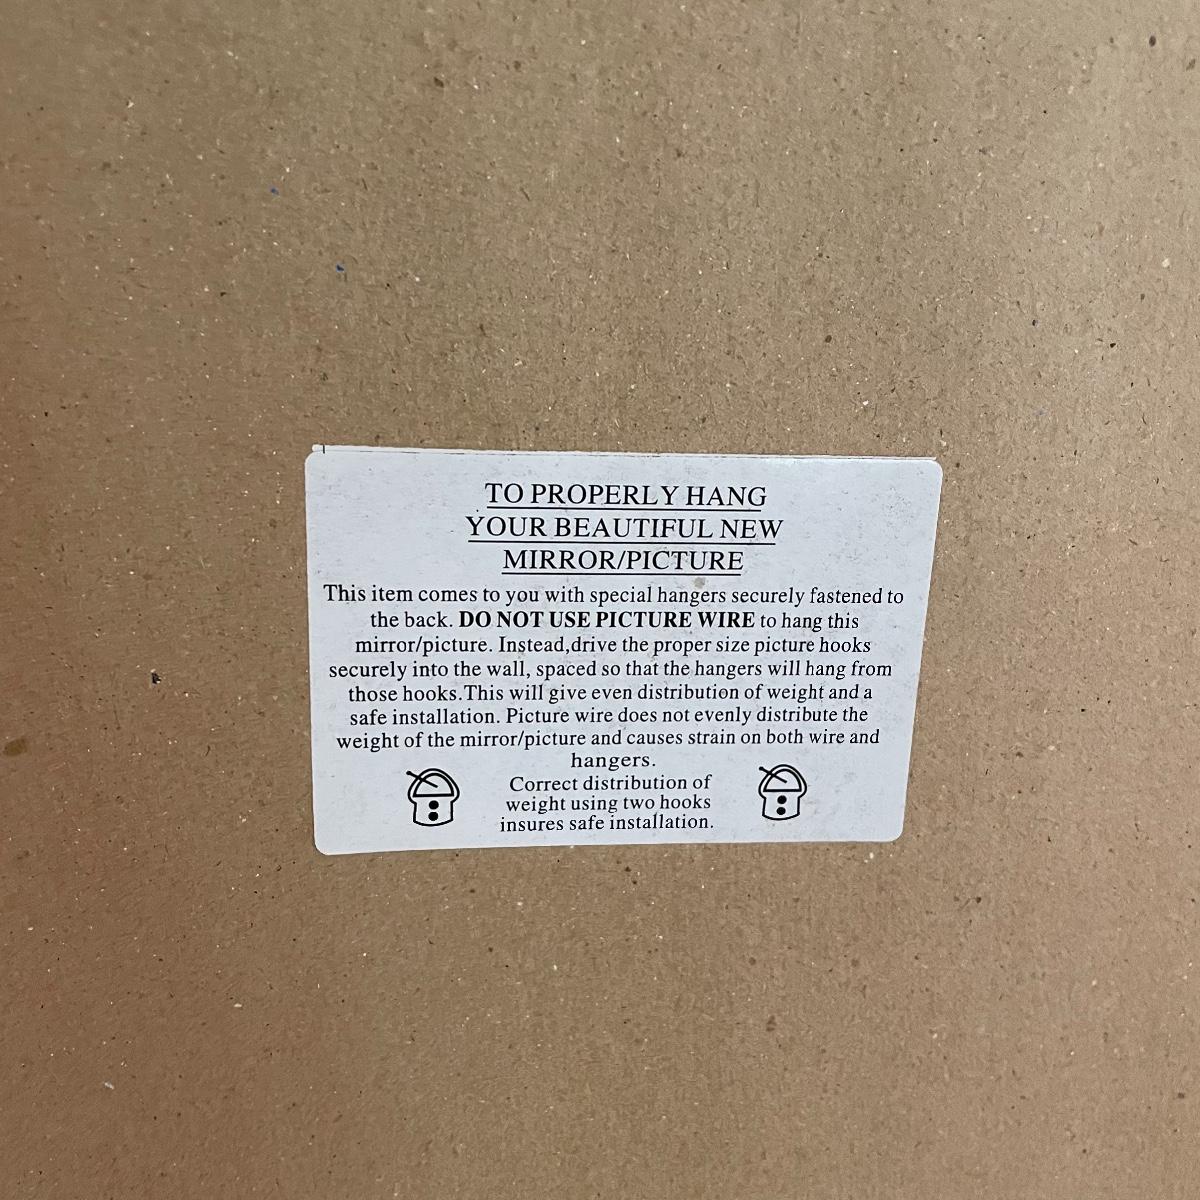 TO PROPERLY HANG
YOUR BEAUTIFUL NEW
MIRROR/PICTURE
This item comes to you with special hangers securely fastened to
the back. DO NOT USE PICTURE WIRE to hang this
mirror/picture. Instead,drive the proper size picture hooks
securely into the wall, spaced so that the hangers will hang from
those hooks.This will give even distribution of weight and a
safe installation. Picture wire does not evenly distribute the
weight of the mirror/picture and causes strain on both wire and
hangers.
Correct distribution of
weight using two hooks
insures safe installation.